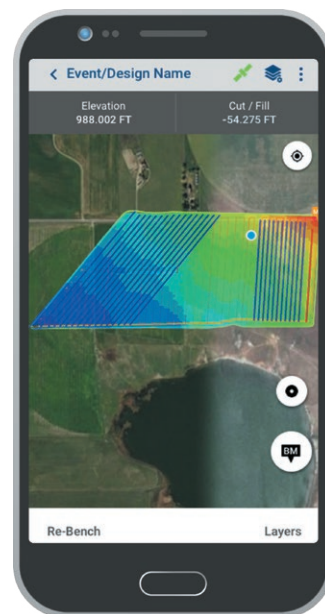 Event/Design Name
Elevation Cut / Fill
988.002 FT -54.275 FT
BM
Re-Bench Layers